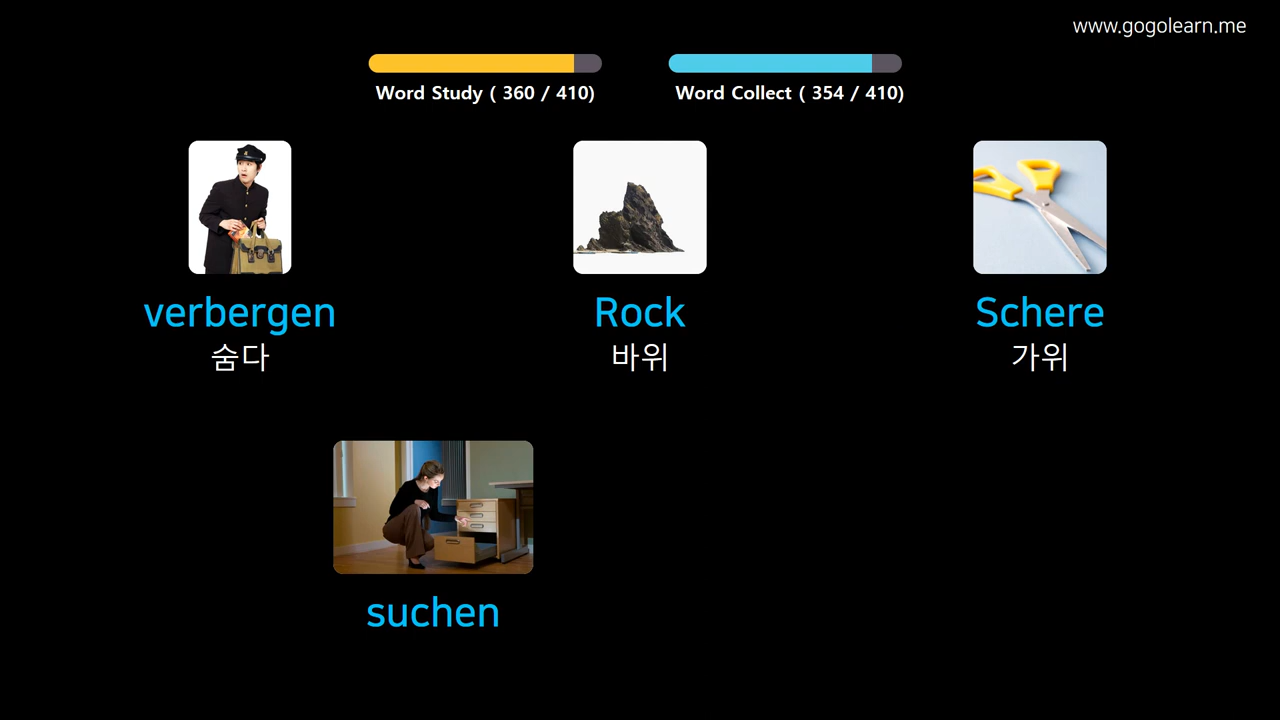 www.gogolearn.me
Word Study ( 360 / 410)
Word Collect ( 354 / 410)
verbergen
숨다
Rock
바위
Schere
가위
suchen